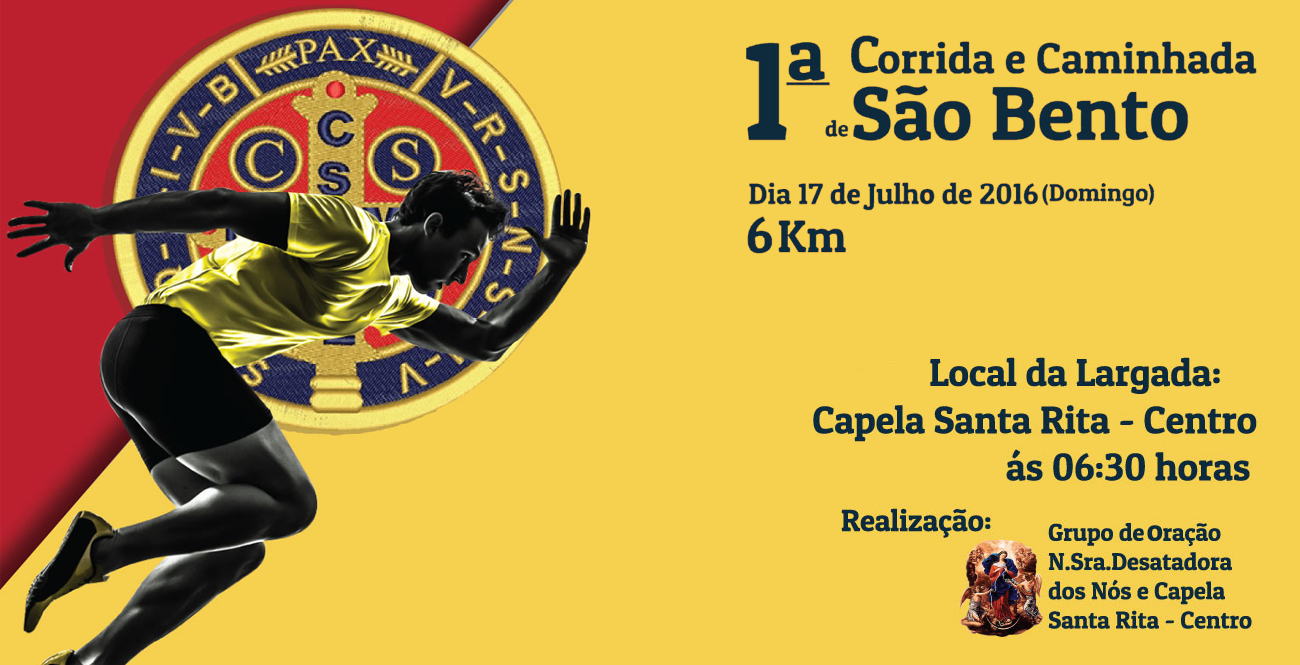 PAX
I-V-B
V-R-S-N-S
C S
C
S
1ª Corrida e Caminhada
de São Bento
Dia 17 de Julho de 2016 (Domingo)
6 Km
Local da Largada:
Capela Santa Rita - Centro
ás 06:30 horas
Realização:
Grupo de Oração
N.Sra.Desatadora
dos Nós e Capela
Santa Rita - Centro